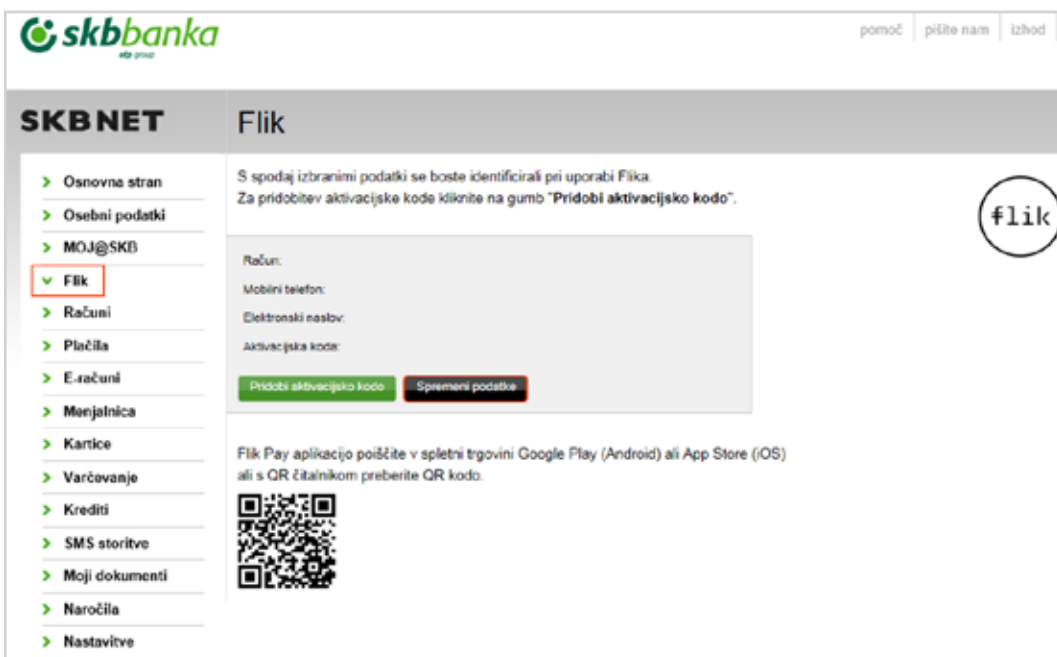 skbbanka
otp group
pomoč pišite nam izhod
SKB NET
Flik
Osnovna stran
Osebni podatki
MOJ@SKB
Flik
Računi
Plačila
E-računi
Menjalnica
Kartice
Varčevanje
Krediti
SMS storitve
Moji dokumenti
Naročila
Nastavitve
S spodaj izbranimi podatki se boste identificirali pri uporabi Flika.
Za pridobitev aktivacijske kode kliknite na gumb "Pridobi aktivacijsko kodo".
flik
Račun:
Mobilni telefon:
Elektronski naslov:
Aktivacijska koda:
Pridobi aktivacijsko kodo Spremeni podatke
Flik Pay aplikacijo poiščite v spletni trgovini Google Play (Android) ali App Store (iOS)
ali s QR čitalnikom preberite QR kodo.